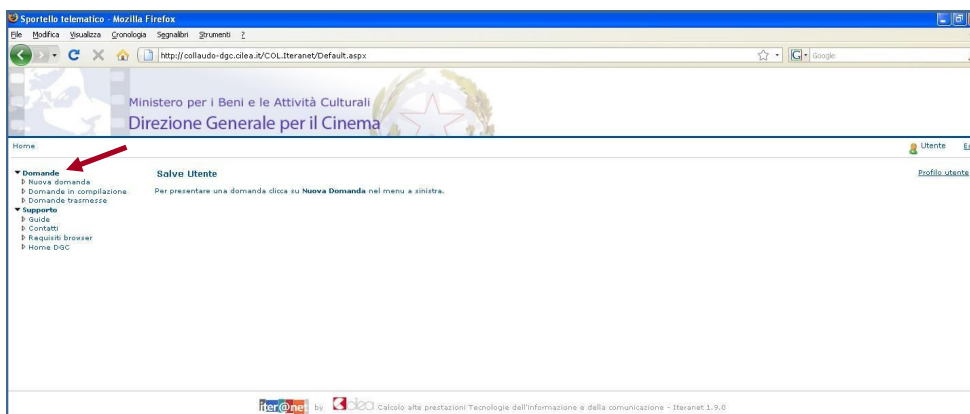 Sportello telematico - Mozilla Firefox
File Modifica Visualizza Cronologia Segnalibri Strumenti ?
http://collaudo-dgc.cilea.it/COL.Iteranet/Default.aspx
Google
Ministero per i Beni e le Attività Culturali
Direzione Generale per il Cinema
Home
Utente
Domande
Nuova domanda
Domande in compilazione
Domande trasmesse
Supporto
Guide
Contatti
Requisiti browser
Home DGC
Salve Utente
Profilo utente
Per presentare una domanda clicca su Nuova Domanda nel menu a sinistra.
iter@net by cilea Calcolo alte prestazioni Tecnologie dell'informazione e della comunicazione - Iteranet 1.9.0